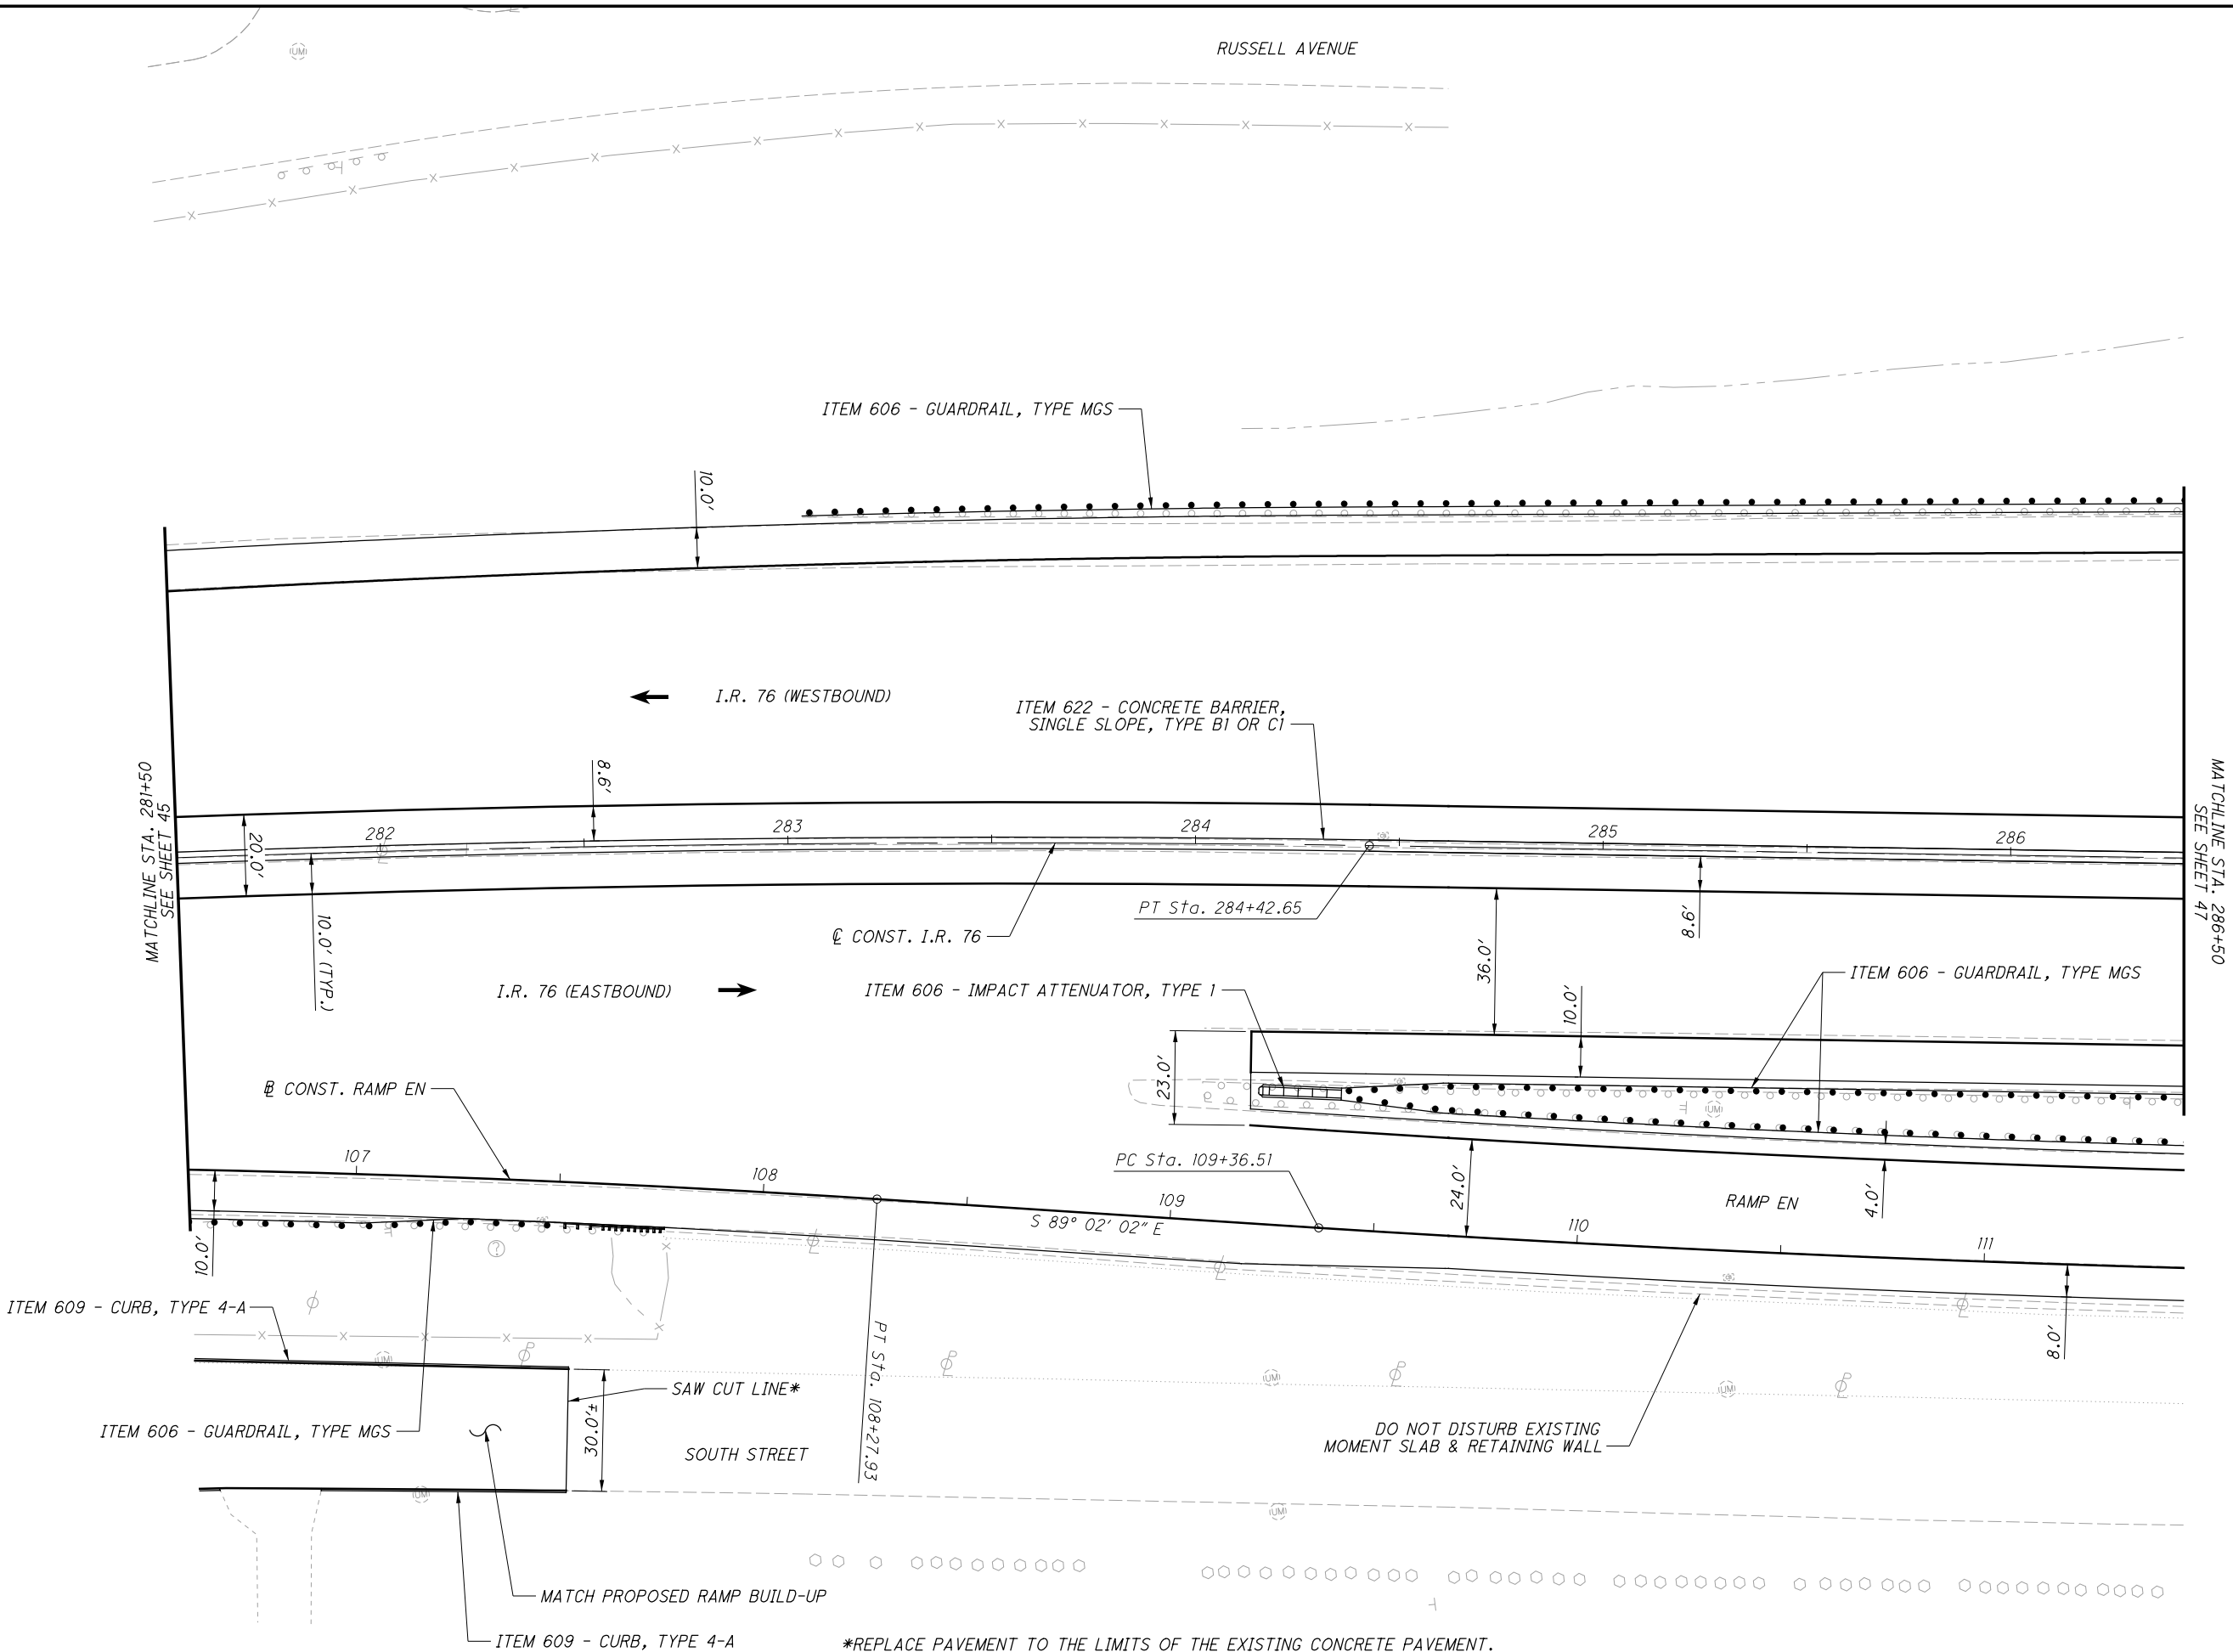 RUSSELL AVENUE
ITEM 606 - GUARDRAIL, TYPE MGS
10.0'
I.R. 76 (WESTBOUND)
ITEM 622 - CONCRETE BARRIER,
SINGLE SLOPE, TYPE B1 OR C1
MATCHLINE STA. 281+50
SEE SHEET 45
MATCHLINE STA. 286+50
SEE SHEET 47
8.6'
20.0'
282
283
284
285
286
10.0' (TYP.)
PT Sta. 284+42.65
8.6'
℄ CONST. I.R. 76
36.0'
I.R. 76 (EASTBOUND)
ITEM 606 - IMPACT ATTENUATOR, TYPE 1
ITEM 606 - GUARDRAIL, TYPE MGS
10.0'
23.0'
B CONST. RAMP EN
107
108
109
110
111
PC Sta. 109+36.51
S 89° 02' 02" E
24.0'
RAMP EN
4.0'
10.0'
8.0'
ITEM 609 - CURB, TYPE 4-A
PT Sta. 108+27.93
SAW CUT LINE*
30.0'±
ITEM 606 - GUARDRAIL, TYPE MGS
SOUTH STREET
DO NOT DISTURB EXISTING
MOMENT SLAB & RETAINING WALL
MATCH PROPOSED RAMP BUILD-UP
ITEM 609 - CURB, TYPE 4-A
*REPLACE PAVEMENT TO THE LIMITS OF THE EXISTING CONCRETE PAVEMENT.
UM
UM
UM
UM
UM
UM
UM
?